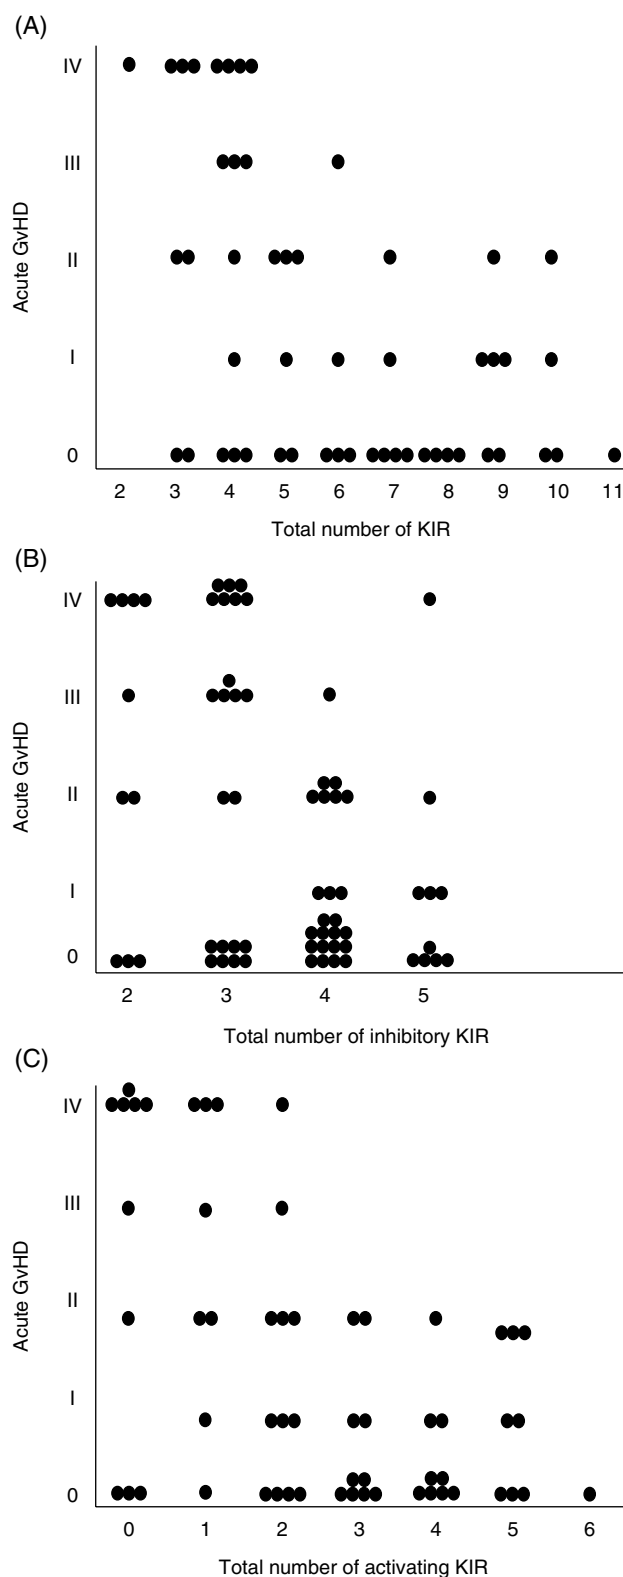 (A)
Acute GvHD
IV
III
II
I
0
2 3 4 5 6 7 8 9 10 11
Total number of KIR
(B)
Acute GvHD
IV
III
II
I
0
2 3 4 5
Total number of inhibitory KIR
(C)
Acute GvHD
IV
III
II
I
0
0 1 2 3 4 5 6
Total number of activating KIR